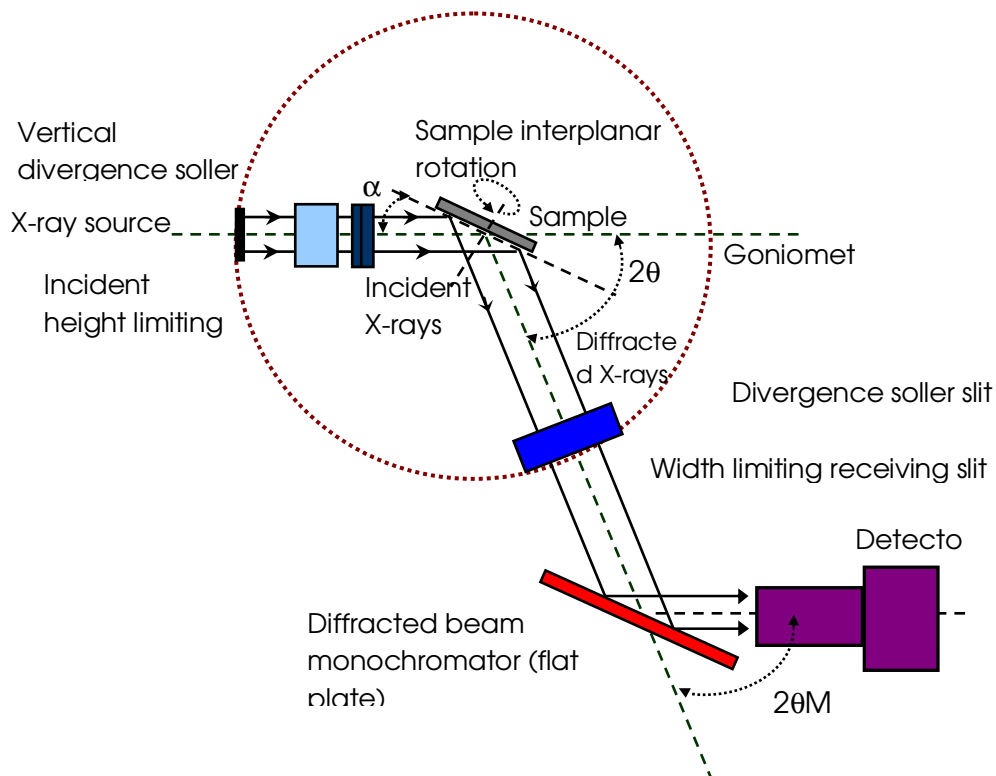 Vertical
divergence soller
X-ray source
Incident
height limiting
α
Sample interplanar
rotation
Sample
Goniomet
2θ
Incident
X-rays
Diffracte
d X-rays
Divergence soller slit
Width limiting receiving slit
Detecto
Diffracted beam
monochromator (flat
plate)
2θM